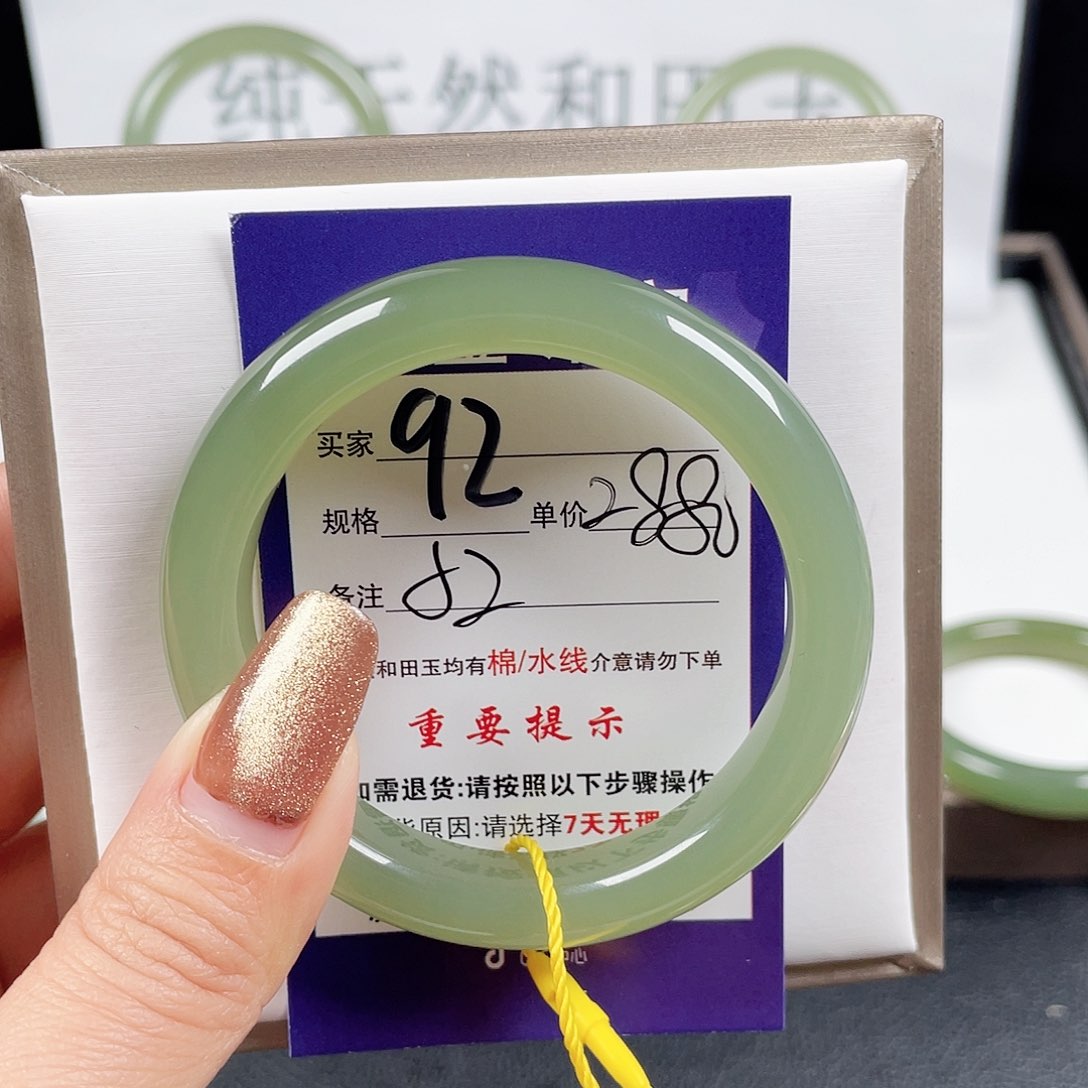 纯天然和田玉
买家 92
规格 单价 2880
备注 52
和田玉均有棉/水线介意请勿下单
重要提示
如需退货:请按照以下步骤操作
原因:请选择7天无理